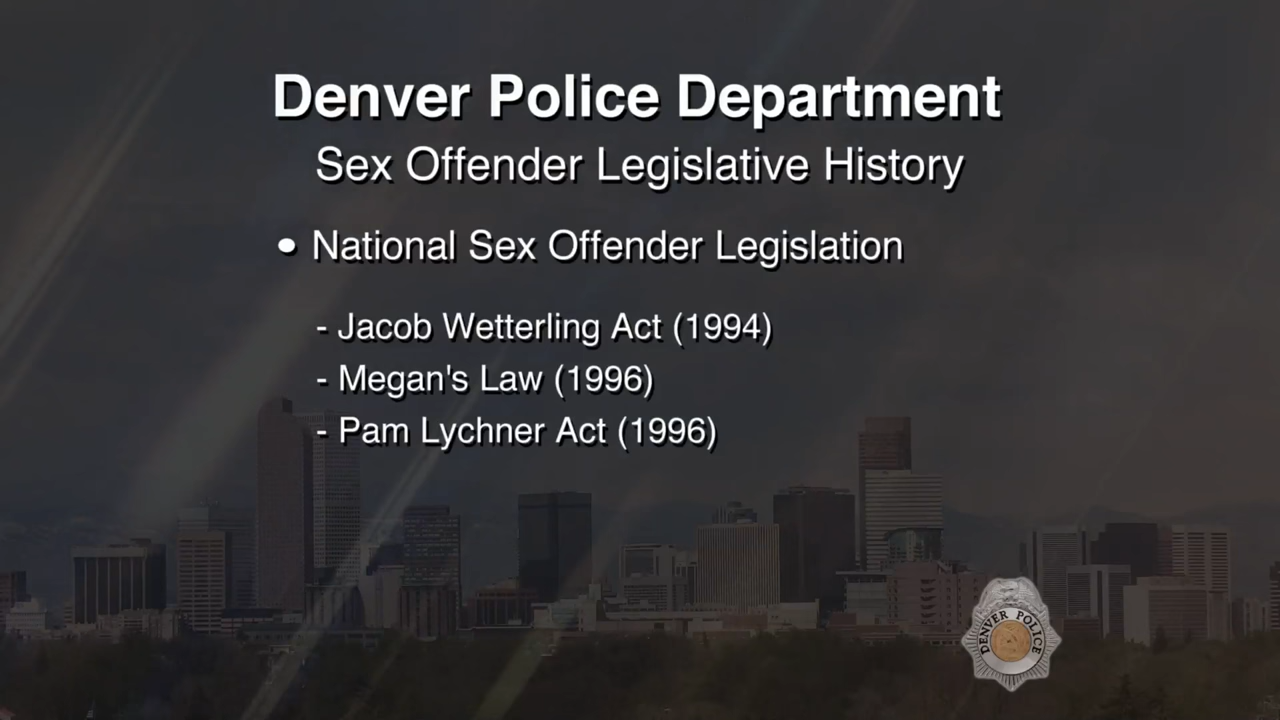 Denver Police Department
Sex Offender Legislative History
• National Sex Offender Legislation
- Jacob Wetterling Act (1994)
- Megan's Law (1996)
- Pam Lychner Act (1996)
DENVER POLICE